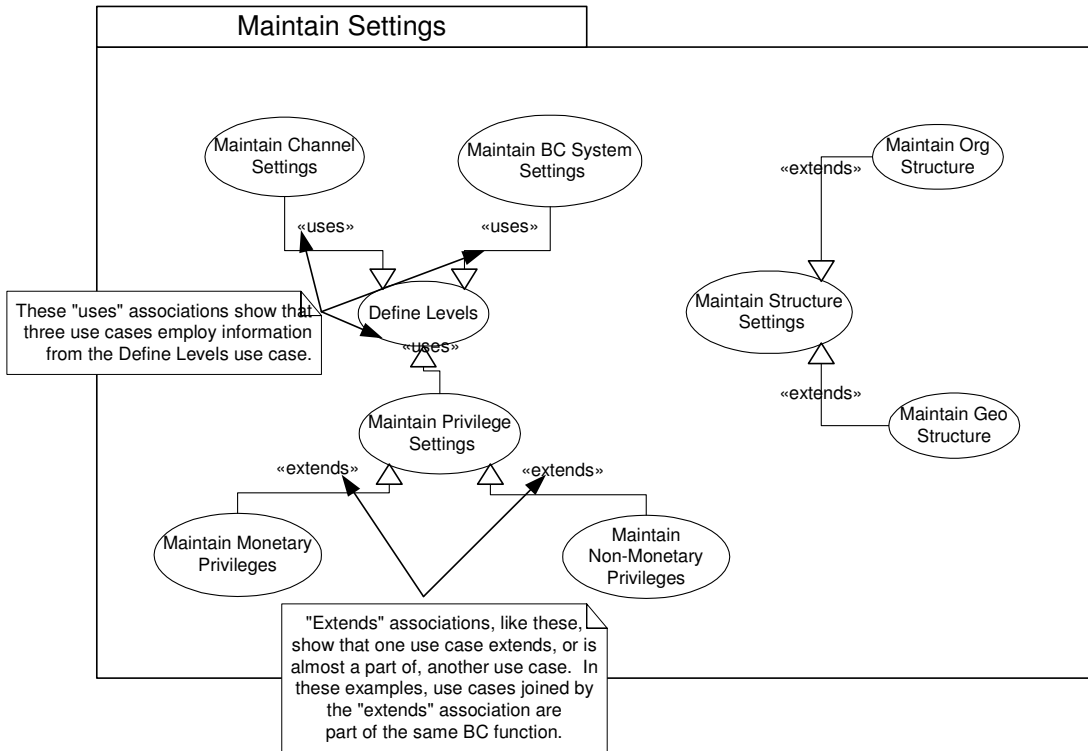 Maintain Settings
Maintain Channel
Settings
Maintain BC System
Settings
Maintain Org
Structure
«extends»
«uses»
«uses»
These "uses" associations show that
three use cases employ information
from the Define Levels use case.
Define Levels
«uses»
Maintain Structure
Settings
«extends»
Maintain Geo
Structure
Maintain Privilege
Settings
«extends»
«extends»
Maintain Monetary
Privileges
Maintain
Non-Monetary
Privileges
"Extends" associations, like these,
show that one use case extends, or is
almost a part of, another use case. In
these examples, use cases joined by
the "extends" association are
part of the same BC function.